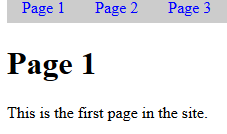 Page 1 Page 2 Page 3
Page 1
This is the first page in the site.